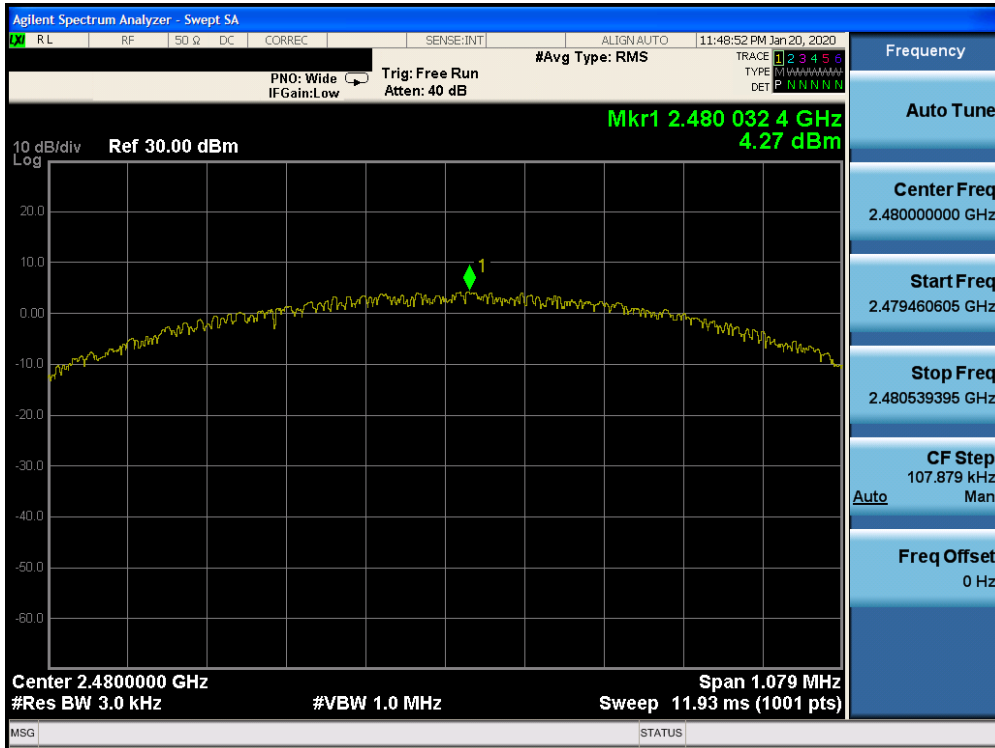 Agilent Spectrum Analyzer - Swept SA
LXI RL RF 50 Ω DC CORREC SENSE:INT ALIGN AUTO 11:48:52 PM Jan 20, 2020
#Avg Type: RMS
TRACE 1 2 3 4 5 6
PNO: Wide Trig: Free Run
TYPE M WWWWW
IFGain:Low Atten: 40 dB
DET P N N N N N
Mkr1 2.480 032 4 GHz
4.27 dBm
10 dB/div Ref 30.00 dBm
Log
20.0
10.0
1
0.00
-10.0
-20.0
-30.0
-40.0
-50.0
-60.0
Center 2.4800000 GHz Span 1.079 MHz
#Res BW 3.0 kHz #VBW 1.0 MHz Sweep 11.93 ms (1001 pts)
MSG STATUS
Frequency
Auto Tune
Center Freq
2.480000000 GHz
Start Freq
2.479460605 GHz
Stop Freq
2.480539395 GHz
CF Step
107.879 kHz
Auto Man
Freq Offset
0 Hz